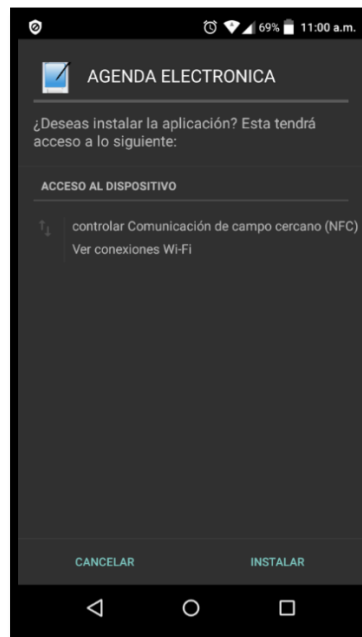 69% 11:00 a.m.
AGENDA ELECTRONICA
¿Deseas instalar la aplicación? Esta tendrá
acceso a lo siguiente:
ACCESO AL DISPOSITIVO
controlar Comunicación de campo cercano (NFC)
Ver conexiones Wi-Fi
CANCELAR INSTALAR